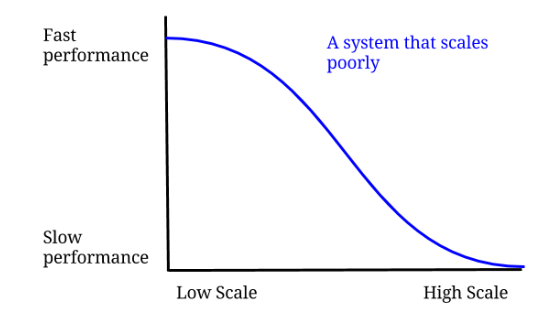 Fast
performance
A system that scales
poorly
Slow
performance
Low Scale
High Scale